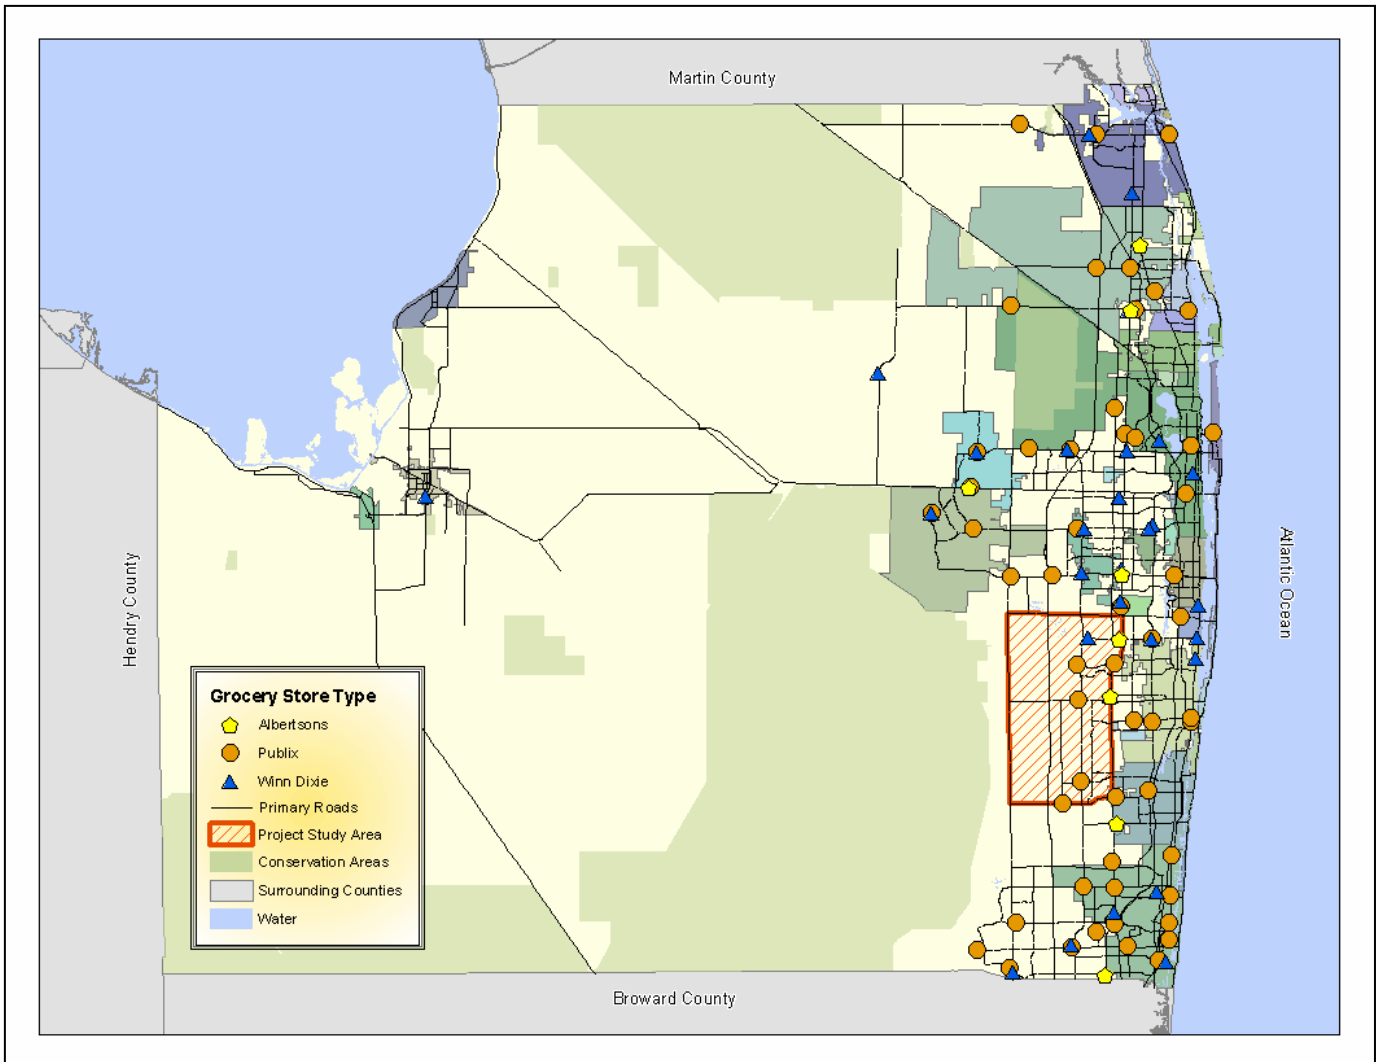 Martin County
Hendry County
Atlantic Ocean
Grocery Store Type
Albertsons
Publix
Winn Dixie
Primary Roads
Project Study Area
Conservation Areas
Surrounding Counties
Water
Broward County